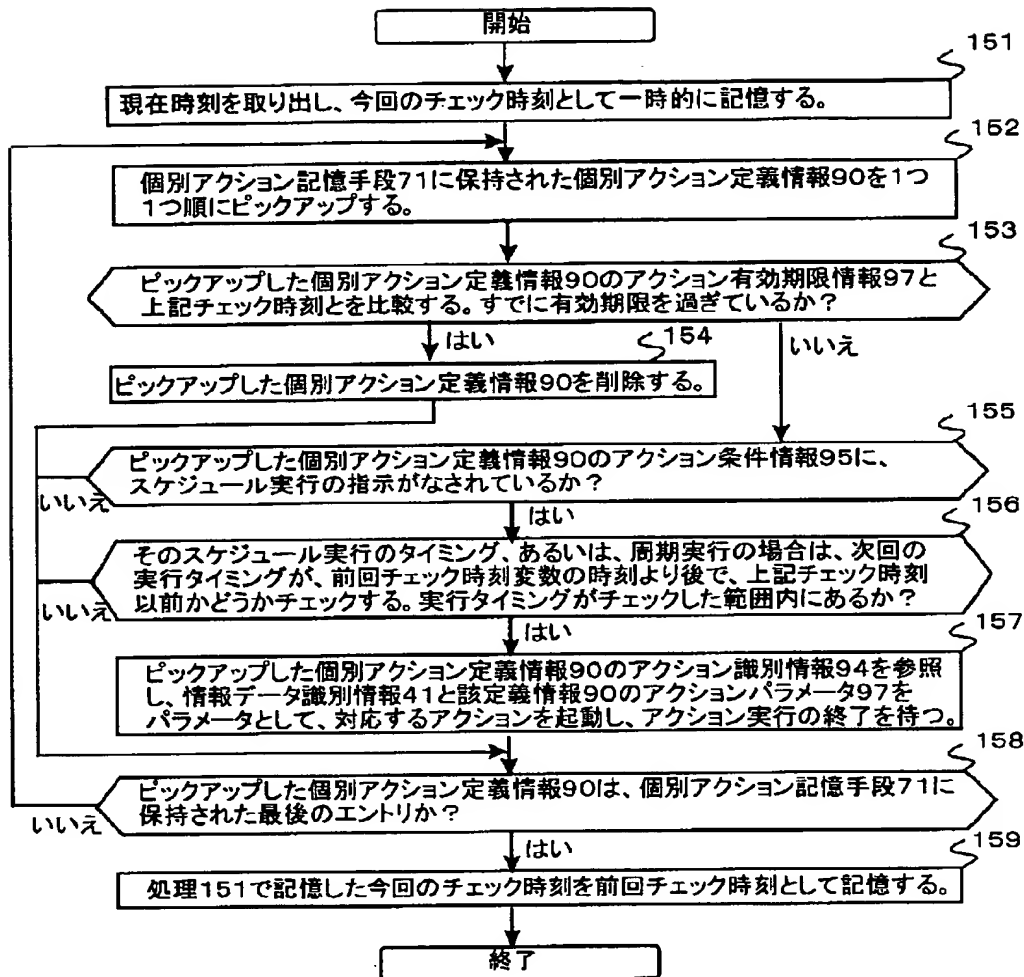 開始
151
現在時刻を取り出し、今回のチェック時刻として一時的に記憶する。
152
個別アクション記憶手段71に保持された個別アクション定義情報90を1つ
1つ順にピックアップする。
153
ピックアップした個別アクション定義情報90のアクション有効期限情報97と
上記チェック時刻とを比較する。すでに有効期限を過ぎているか?
はい
154
いいえ
ピックアップした個別アクション定義情報90を削除する。
155
ピックアップした個別アクション定義情報90のアクション条件情報95に、
スケジュール実行の指示がなされているか?
いいえ
はい
156
そのスケジュール実行のタイミング、あるいは、周期実行の場合は、次回の
実行タイミングが、前回チェック時刻変数の時刻より後で、上記チェック時刻
以前かどうかチェックする。実行タイミングがチェックした範囲内にあるか?
いいえ
はい
157
ピックアップした個別アクション定義情報90のアクション識別情報94を参照
し、情報データ識別情報41と該定義情報90のアクションパラメータ97を
パラメータとして、対応するアクションを起動し、アクション実行の終了を待つ。
158
ピックアップした個別アクション定義情報90は、個別アクション記憶手段71に
保持された最後のエントリか?
いいえ
はい
159
処理151で記憶した今回のチェック時刻を前回チェック時刻として記憶する。
終了